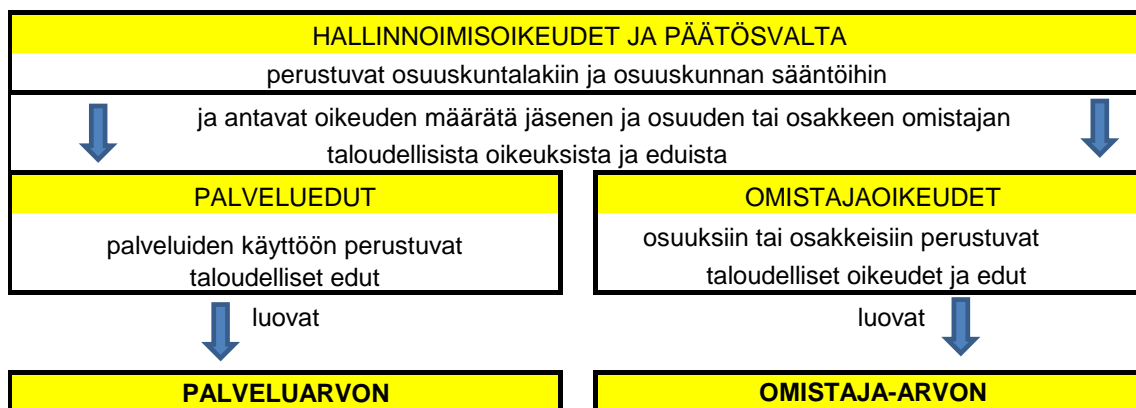 HALLINNOIMISOIKEUDET JA PÄÄTÖSVALTA
perustuvat osuuskuntalakiin ja osuuskunnan sääntöihin
ja antavat oikeuden määrätä jäsenen ja osuuden tai osakkeen omistajan
taloudellisista oikeuksista ja eduista
PALVELUEDUT
palveluiden käyttöön perustuvat
taloudelliset edut
OMISTAJAOIKEUDET
osuuksiin tai osakkeisiin perustuvat
taloudelliset oikeudet ja edut
luovat
luovat
PALVELUARVON
OMISTAJA-ARVON